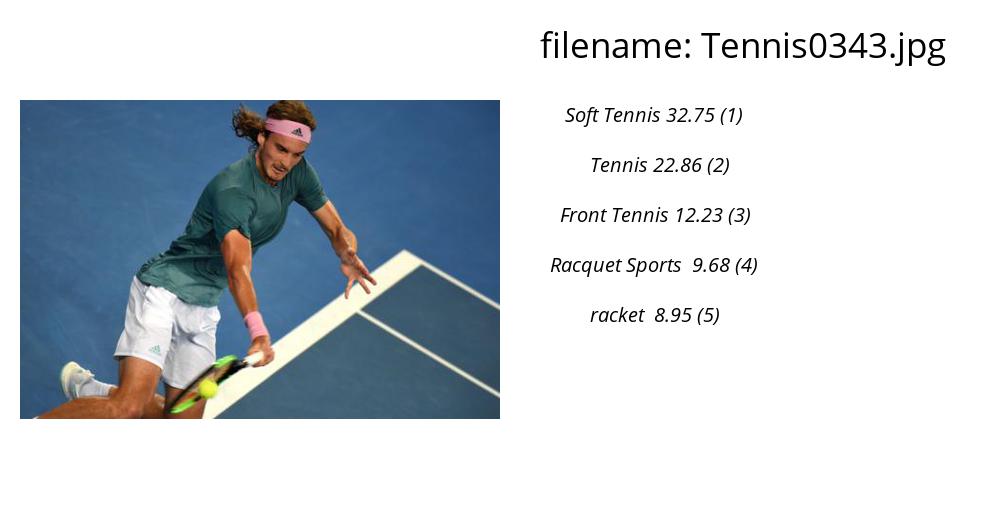 filename: Tennis0343.jpg
Soft Tennis 32.75 (1)
Tennis 22.86 (2)
Front Tennis 12.23 (3)
Racquet Sports  9.68 (4)
racket  8.95 (5)